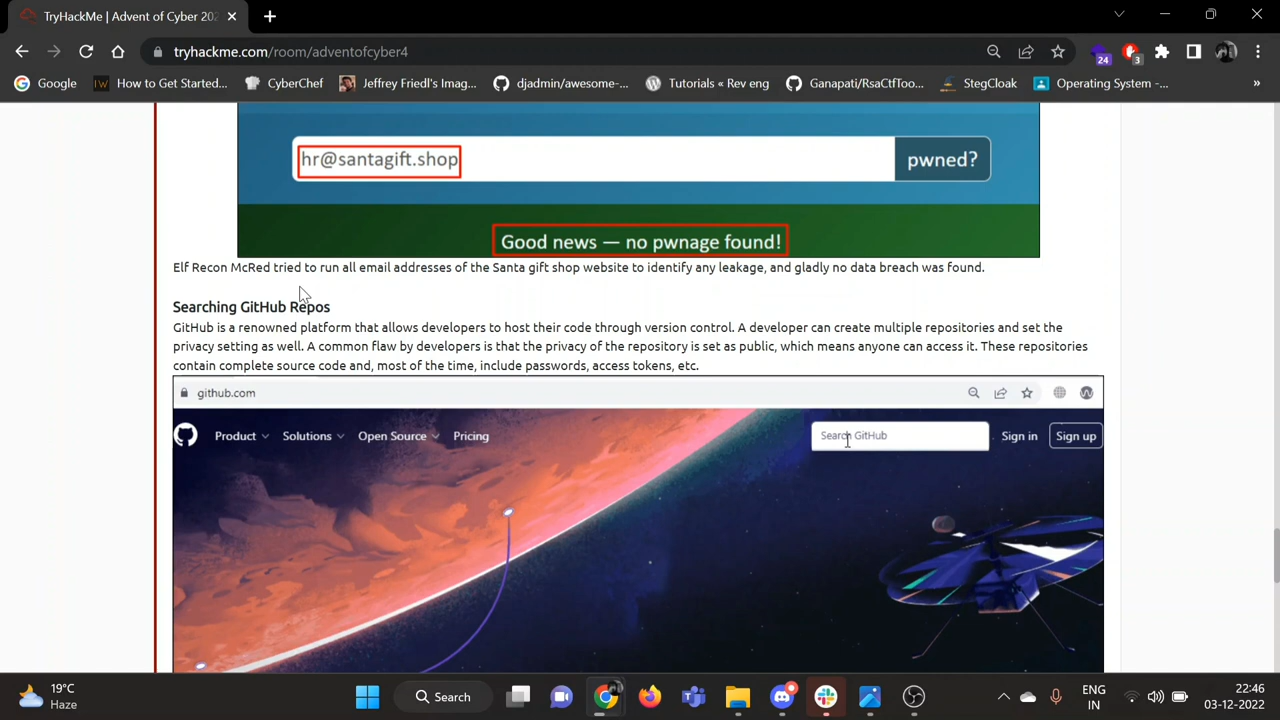 TryHackMe | Advent of Cyber 202
tryhackme.com/room/adventofcyber4
24
3
Google
How to Get Started...
CyberChef
Jeffrey Friedl's Imag...
djadmin/awesome-...
Tutorials « Rev eng
Ganapati/RsaCtfToo...
StegCloak
Operating System -...
»
hr@santagift.shop
pwned?
Good news — no pwnage found!
Elf Recon McRed tried to run all email addresses of the Santa gift shop website to identify any leakage, and gladly no data breach was found.
Searching GitHub Repos
GitHub is a renowned platform that allows developers to host their code through version control. A developer can create multiple repositories and set the
privacy setting as well. A common flaw by developers is that the privacy of the repository is set as public, which means anyone can access it. These repositories
contain complete source code and, most of the time, include passwords, access tokens, etc.
github.com
Product
Solutions
Open Source
Pricing
Search GitHub
Sign in
Sign up
19°C
Haze
Search
ENG
IN
22:46
03-12-2022